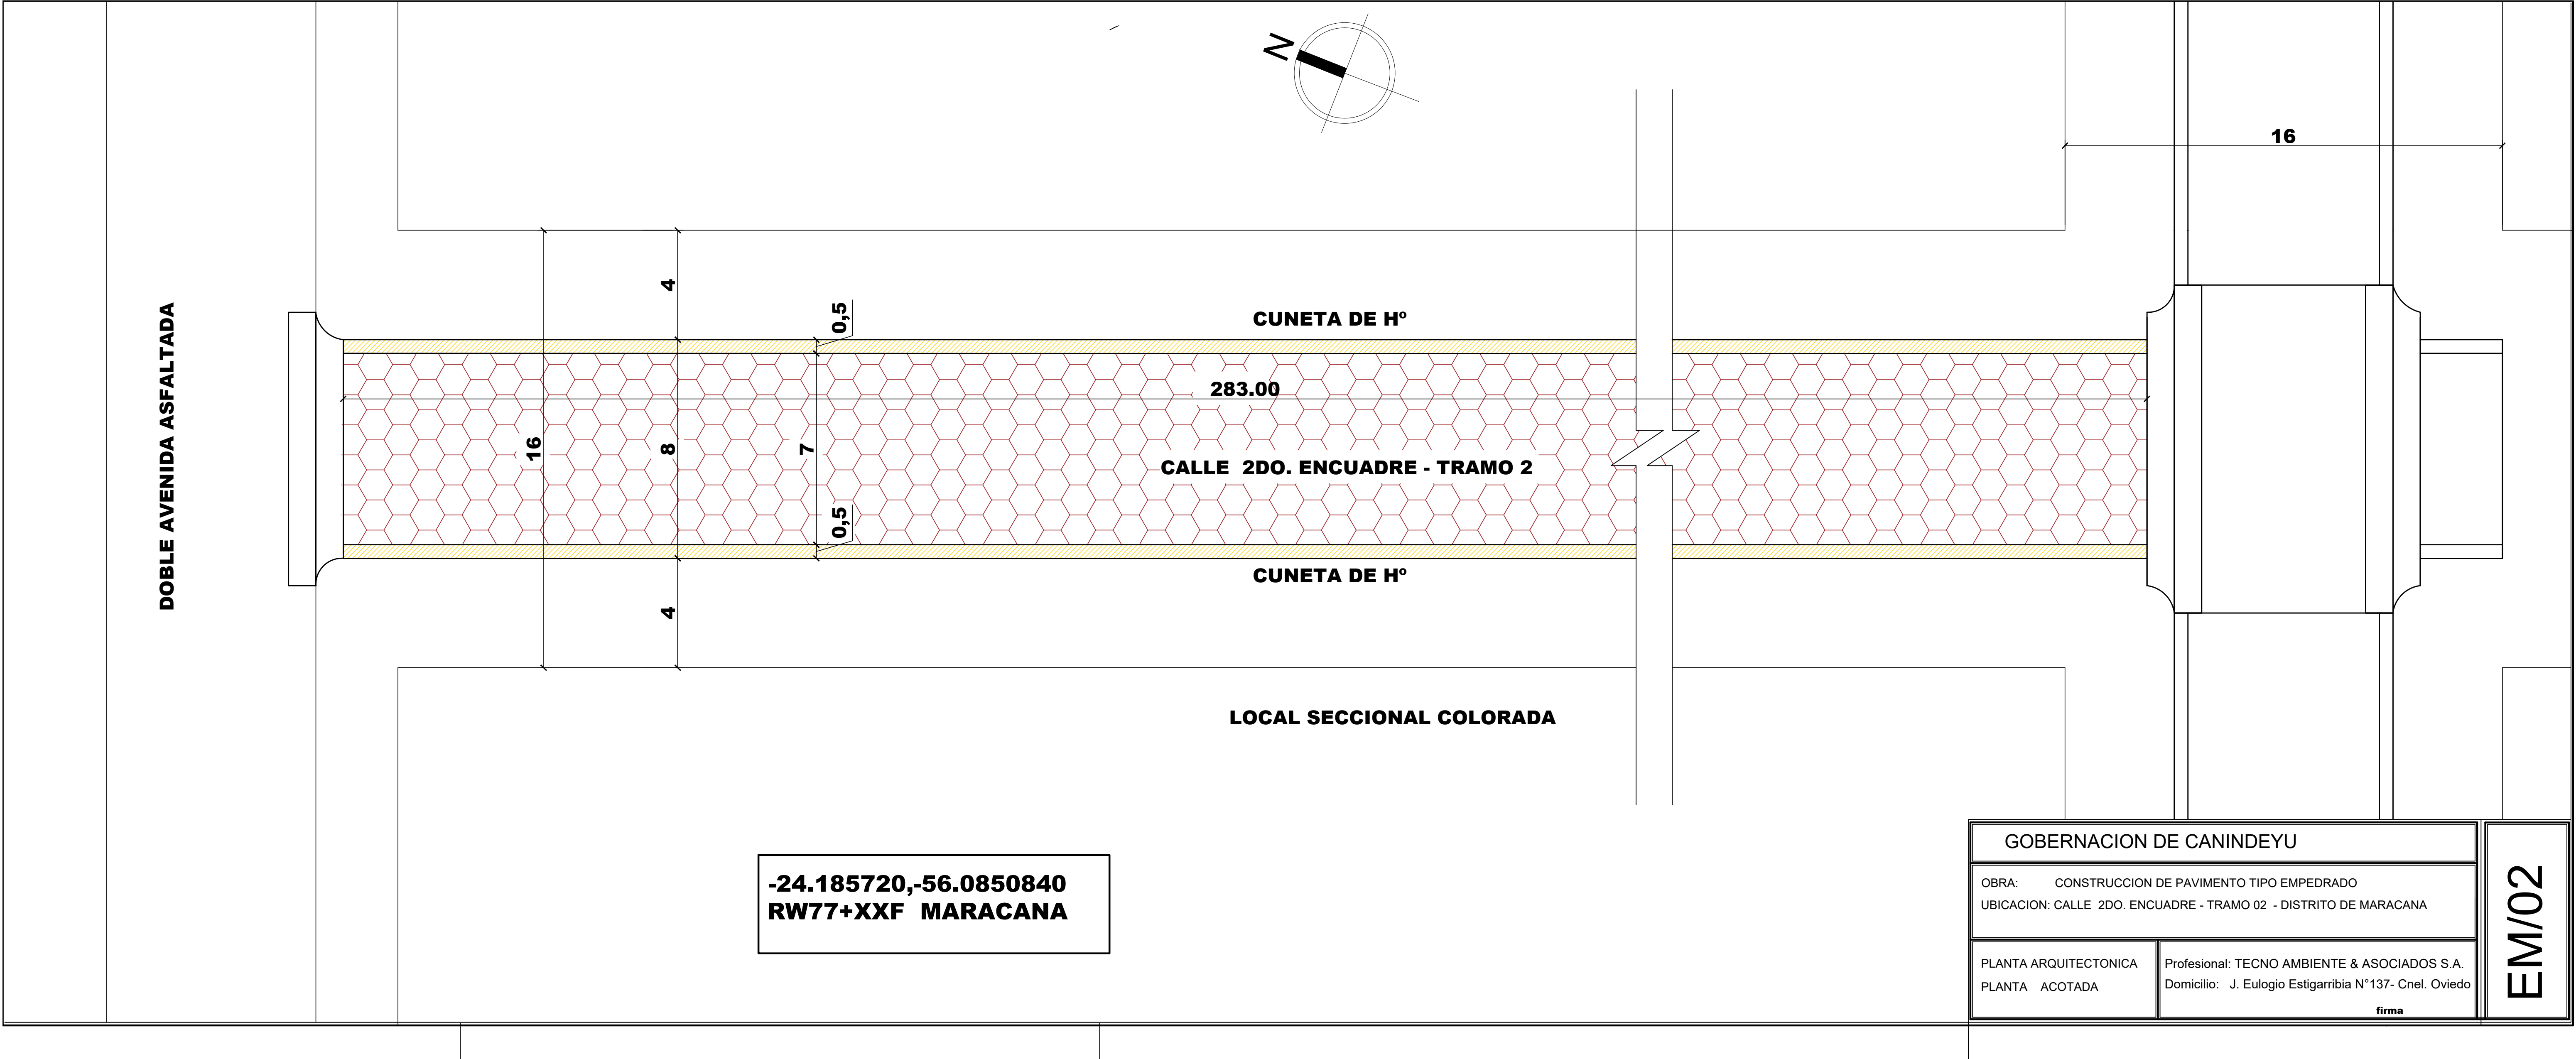 N
16
4
0,5
CUNETA DE Hº
DOBLE AVENIDA ASFALTADA
283.00
16
8
7
CALLE 2DO. ENCUADRE - TRAMO 2
0,5
CUNETA DE Hº
4
LOCAL SECCIONAL COLORADA
-24.185720,-56.0850840
RW77+XXF MARACANA
GOBERNACION DE CANINDEYU
OBRA: CONSTRUCCION DE PAVIMENTO TIPO EMPEDRADO
UBICACION: CALLE 2DO. ENCUADRE - TRAMO 02 - DISTRITO DE MARACANA
PLANTA ARQUITECTONICA
PLANTA ACOTADA
Profesional: TECNO AMBIENTE & ASOCIADOS S.A.
Domicilio: J. Eulogio Estigarribia N°137- Cnel. Oviedo
firma
EM/02